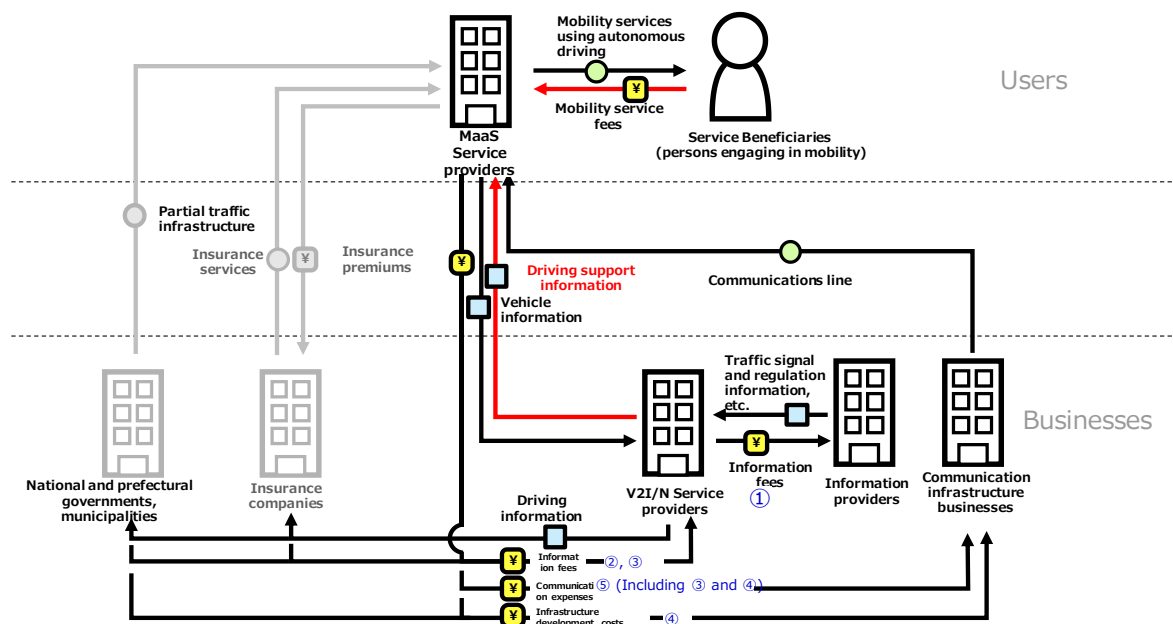 Mobility services
using autonomous
driving
¥
Mobility service
fees
Users
MaaS
Service
providers
Service Beneficiaries
(persons engaging in mobility)
Partial traffic
infrastructure
Insurance
services
¥
Insurance
premiums
¥
Driving support
information
Vehicle
information
Communications line
Traffic signal
and regulation
information,
etc.
Businesses
¥
Information
fees
①
National and prefectural
governments,
municipalities
Insurance
companies
V2I/N Service
providers
Information
providers
Communication
infrastructure
businesses
Driving
information
¥
Informat
ion fees
②, ③
¥
Communicati
on expenses
⑤ (Including ③ and ④)
¥
Infrastructure
development costs
④